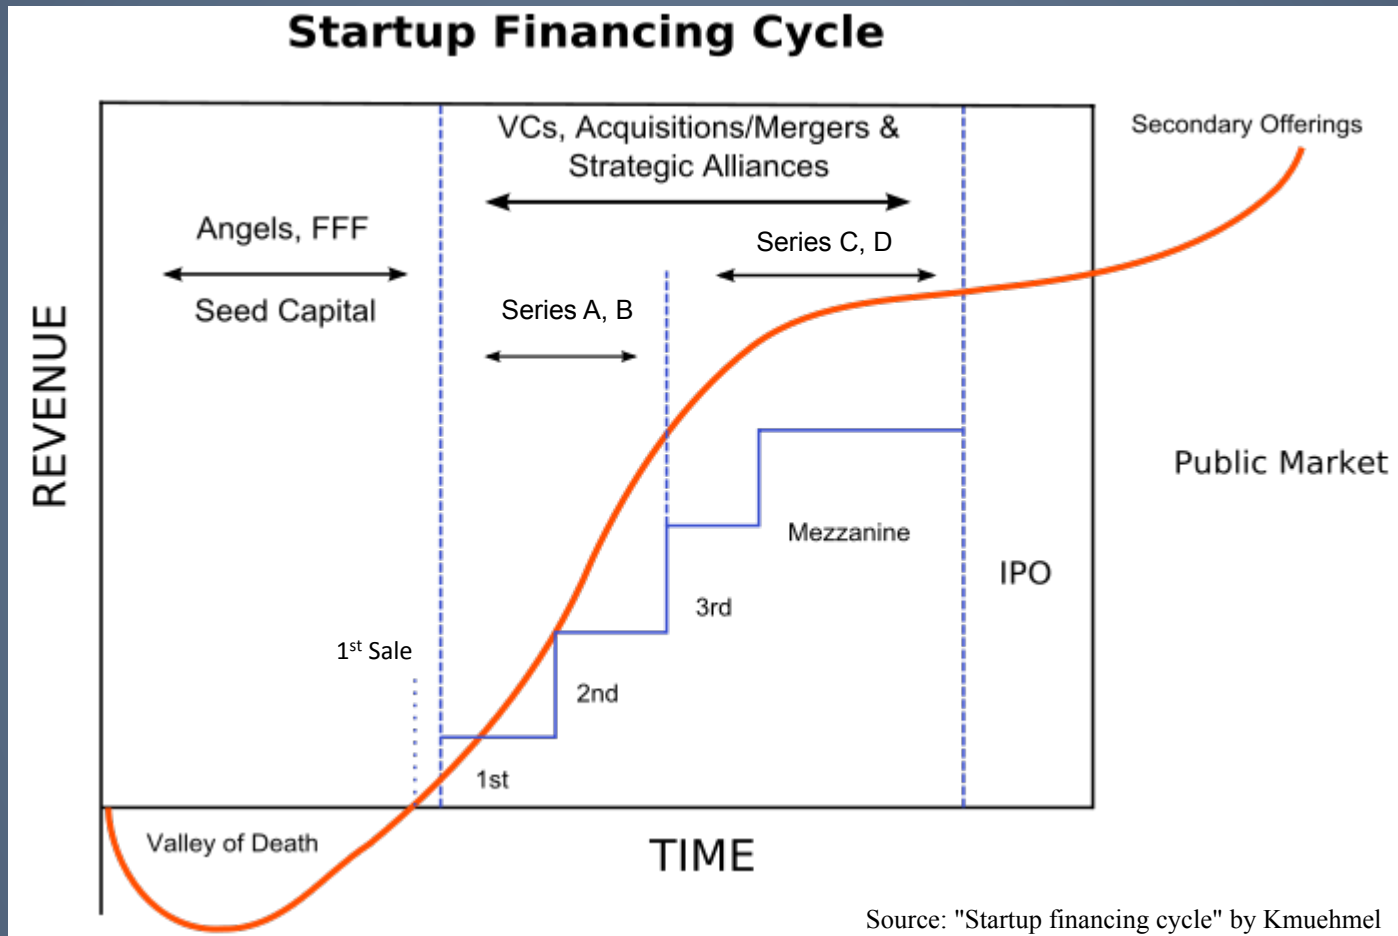 Startup Financing Cycle
VCs, Acquisitions/Mergers &
Strategic Alliances
Secondary Offerings
Angels, FFF
Seed Capital
Series C, D
Series A, B
REVENUE
Public Market
Mezzanine
IPO
3rd
1st Sale
2nd
1st
Valley of Death
TIME
Source: "Startup financing cycle" by Kmuehmel